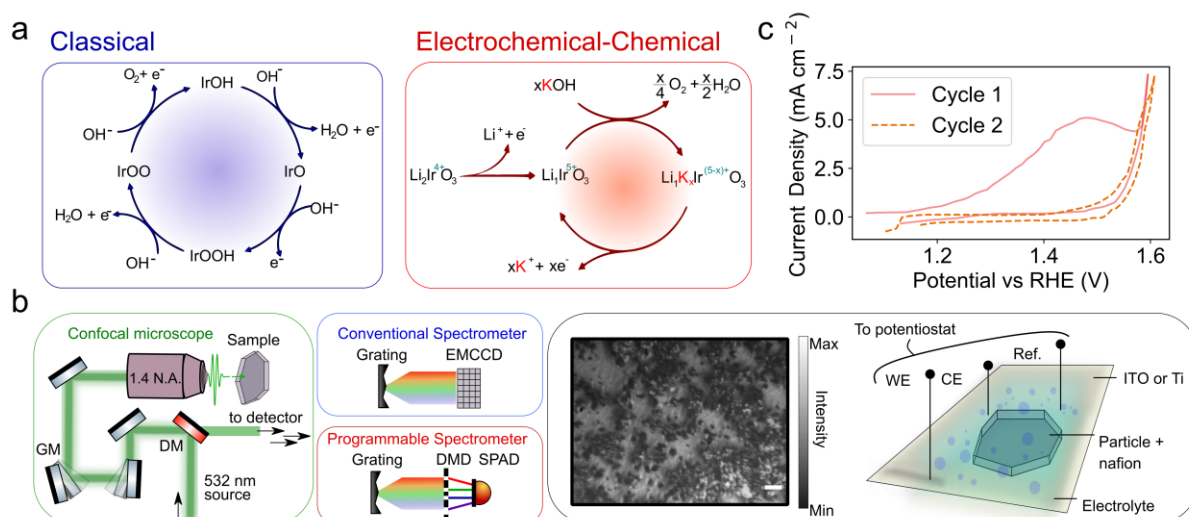 a
Classical
O₂+ e⁻
IrOH
OH⁻
H₂O + e⁻
IrO
OH⁻
e⁻
IrOOH
OH⁻
H₂O + e⁻
IrOO
OH⁻
Electrochemical-Chemical
xKOH
x/4 O₂ + x/2 H₂O
Li⁺+ e⁻
Li₂Ir⁴⁺O₃
Li₁Ir⁵⁺O₃
Li₁KₓIr⁽⁵⁻ˣ⁾⁺O₃
xK⁺ + xe⁻
c
Current Density (mA cm⁻²)
7.5
5.0
2.5
0.0
Cycle 1
Cycle 2
1.2
1.4
1.6
Potential vs RHE (V)
b
Confocal microscope
Sample
1.4 N.A.
to detector
GM
DM
532 nm
source
Conventional Spectrometer
Grating
EMCCD
Programmable Spectrometer
Grating
DMD
SPAD
Max
Intensity
Min
To potentiostat
WE
CE
Ref.
ITO or Ti
Particle +
nafion
Electrolyte